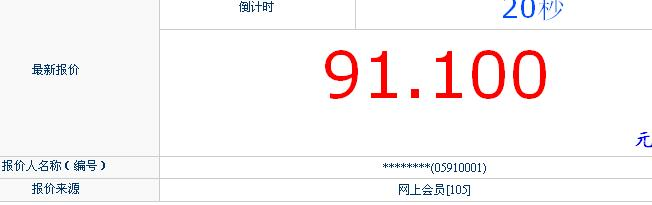 倒计时 20秒
最新报价 91.100
元
报价人名称（编号） ********(05910001)
报价来源 网上会员[105]